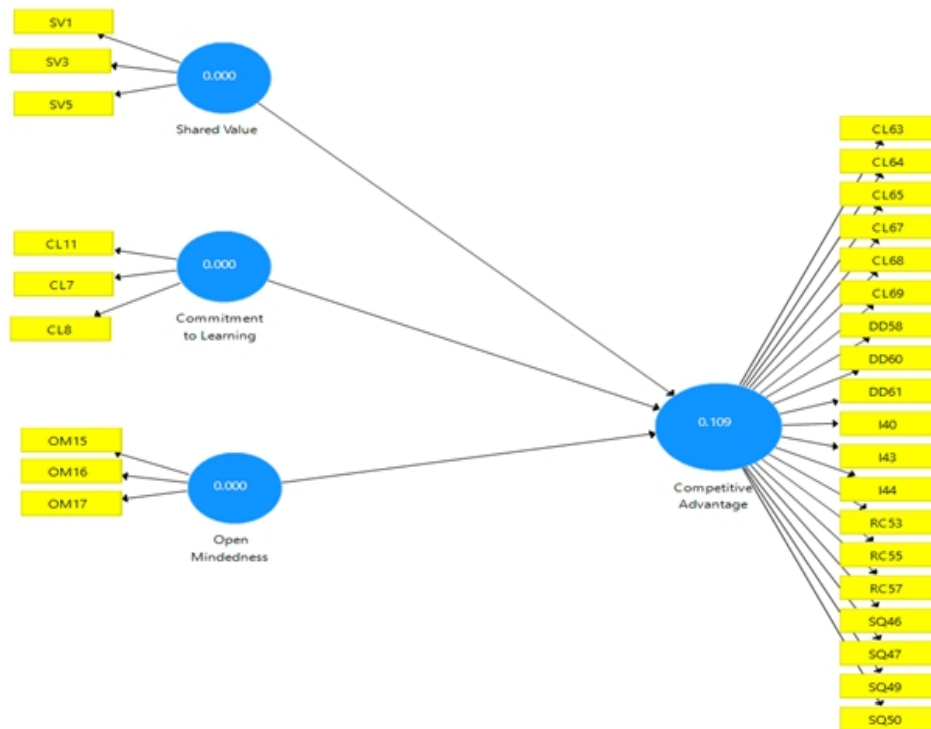 SV1
SV3
SV5
0.000
Shared Value
CL11
CL7
CL8
0.000
Commitment
to Learning
OM15
OM16
OM17
0.000
Open
Mindedness
0.109
Competitive
Advantage
CL63
CL64
CL65
CL67
CL68
CL69
DD58
DD60
DD61
I40
I43
I44
RC53
RC55
RC57
SQ46
SQ47
SQ49
SQ50